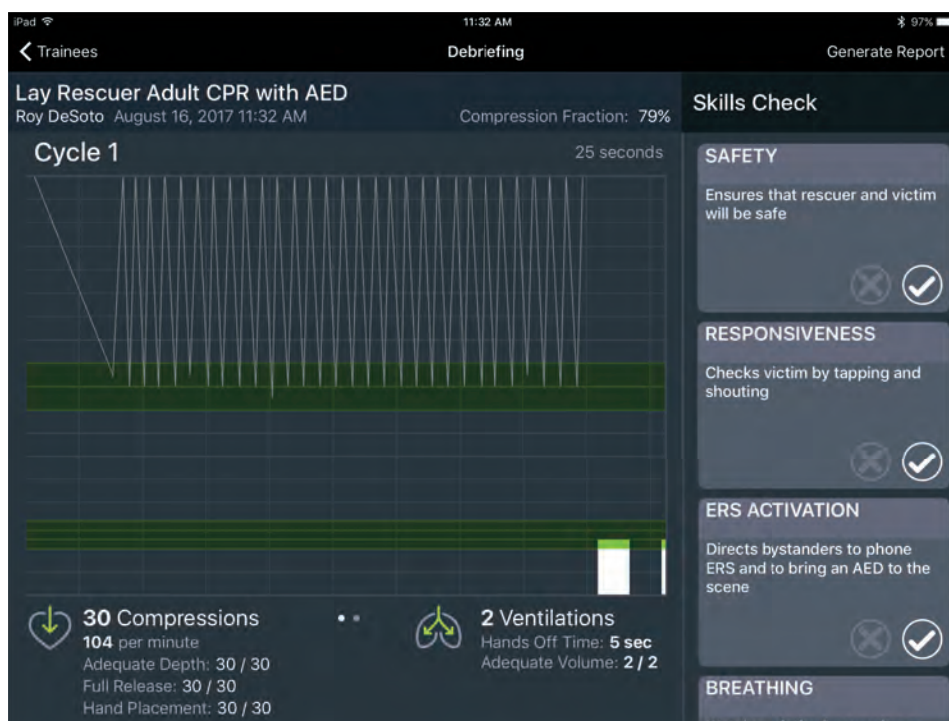 iPad
11:32 AM
97%
Trainees
Debriefing
Generate Report
Lay Rescuer Adult CPR with AED
Roy DeSoto August 16, 2017 11:32 AM
Compression Fraction: 79%
Skills Check
Cycle 1
25 seconds
SAFETY
Ensures that rescuer and victim
will be safe
RESPONSIVENESS
Checks victim by tapping and
shouting
ERS ACTIVATION
Directs bystanders to phone
ERS and to bring an AED to the
scene
BREATHING
30 Compressions
104 per minute
Adequate Depth: 30 / 30
Full Release: 30 / 30
Hand Placement: 30 / 30
2 Ventilations
Hands Off Time: 5 sec
Adequate Volume: 2 / 2